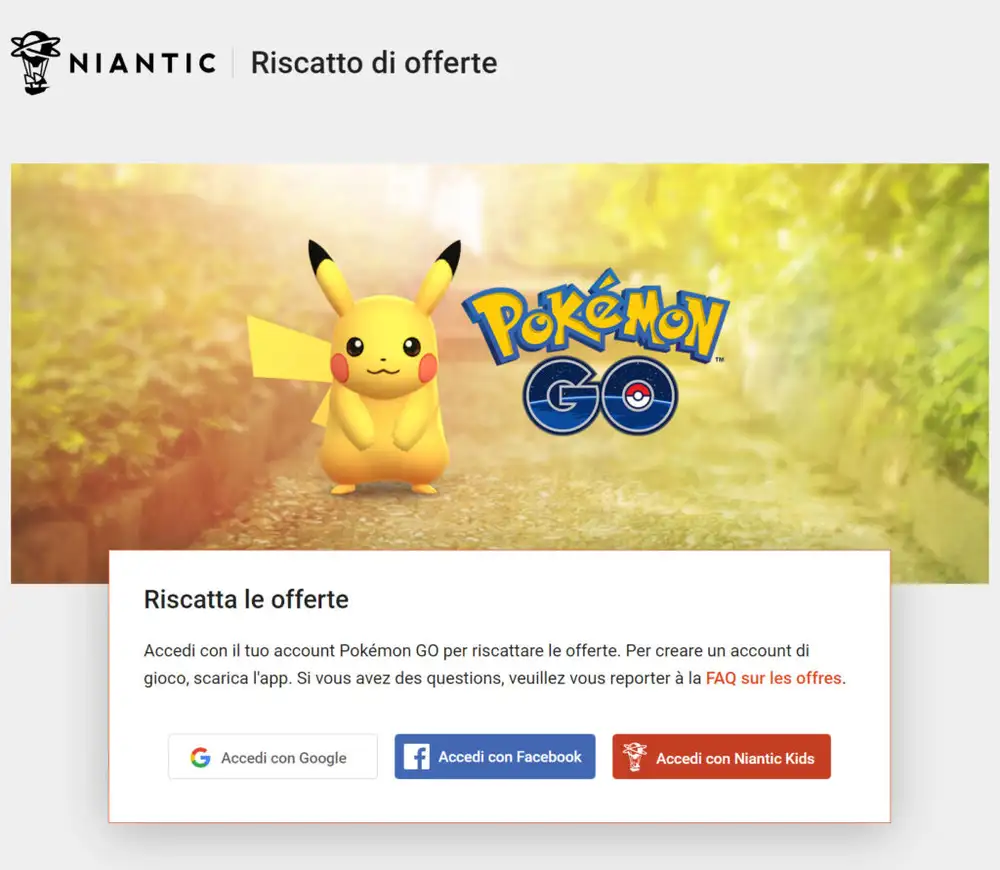 NIANTIC Riscatto di offerte
POKéMON™
GO
Riscatta le offerte
Accedi con il tuo account Pokémon GO per riscattare le offerte. Per creare un account di
gioco, scarica l'app. Si vous avez des questions, veuillez vous reporter à la FAQ sur les offres.
Accedi con Google
Accedi con Facebook
Accedi con Niantic Kids